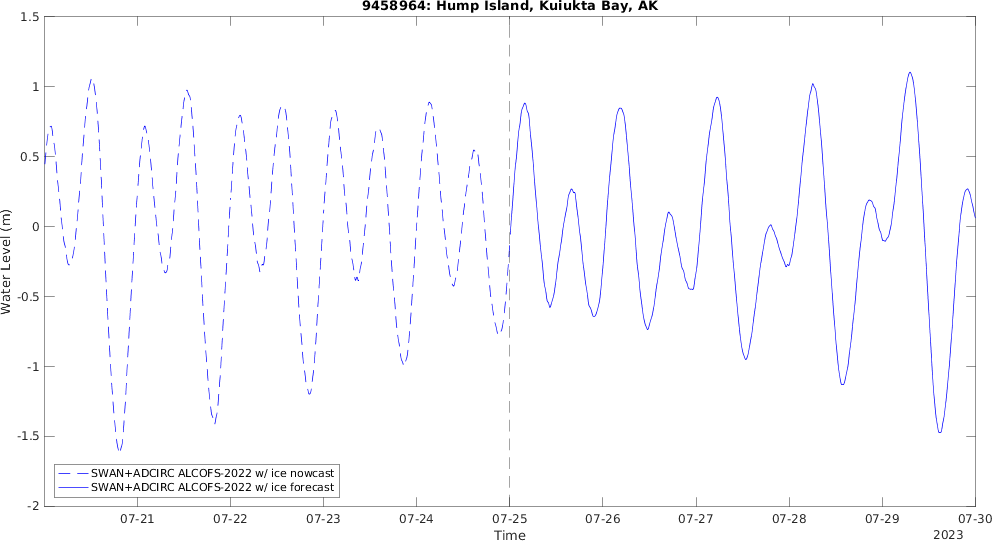 9458964: Hump Island, Kuiukta Bay, AK
1.5
1
0.5
0
-0.5
-1
-1.5
-2
Water Level (m)
SWAN+ADCIRC ALCOFS-2022 w/ ice nowcast
SWAN+ADCIRC ALCOFS-2022 w/ ice forecast
07-21 07-22 07-23 07-24 07-25 07-26 07-27 07-28 07-29 07-30
Time
2023